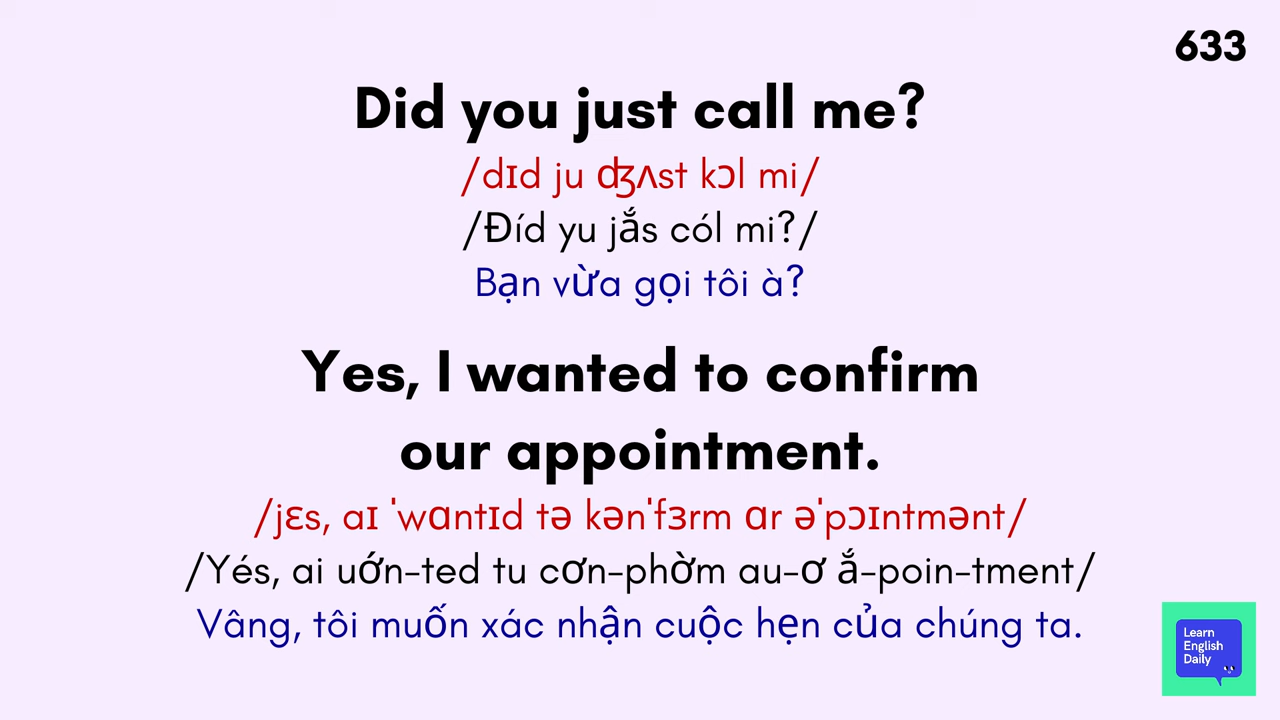 633
Did you just call me?
/dɪd ju ʤʌst kɔl mi/
/Đíd yu jắs cól mi?/
Bạn vừa gọi tôi à?
Yes, I wanted to confirm
our appointment.
/jɛs, aɪ ˈwɑntɪd tə kənˈfɜrm ɑr əˈpɔɪntmənt/
/Yés, ai uớn-ted tu cơn-phờm au-ơ ắ-poin-tment/
Vâng, tôi muốn xác nhận cuộc hẹn của chúng ta.
Learn
English
Daily